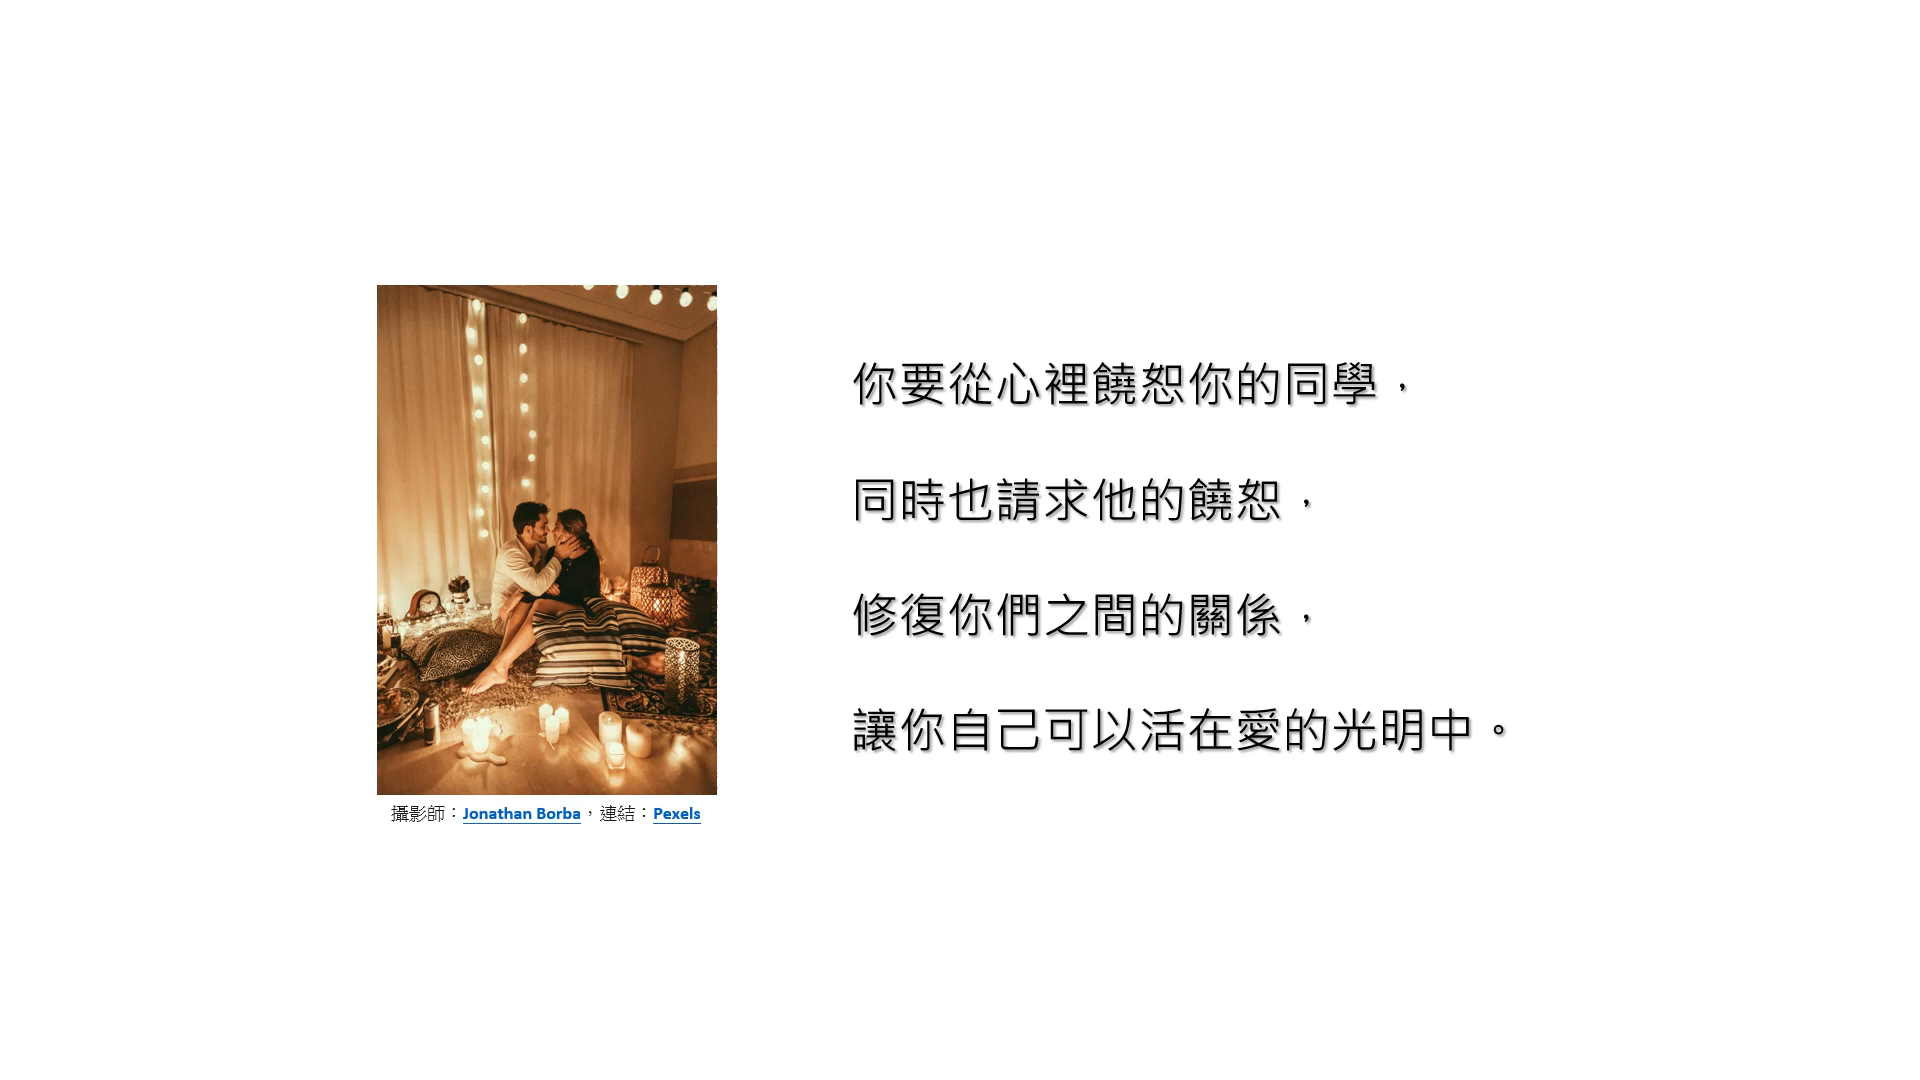 你要從心裡饒恕你的同學，
同時也請求他的饒恕，
修復你們之間的關係，
讓你自己可以活在愛的光明中。
攝影師：Jonathan Borba，連結：Pexels